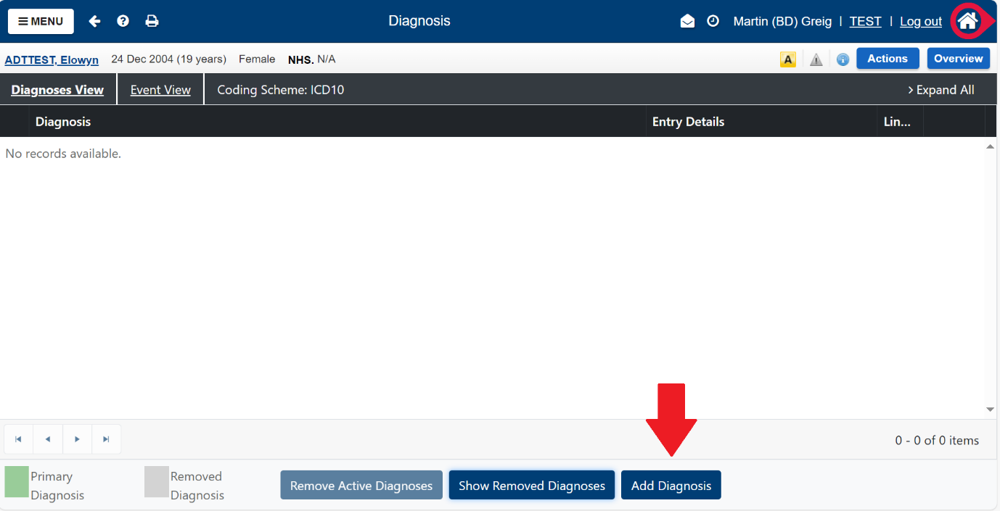 MENU Diagnosis Martin (BD) Greig | TEST | Log out
ADTTEST, Elowyn 24 Dec 2004 (19 years) Female NHS. N/A A Actions Overview
Diagnoses View Event View Coding Scheme: ICD10 > Expand All
Diagnosis Entry Details Lin...
No records available.
0 - 0 of 0 items
Primary Diagnosis Removed Diagnosis Remove Active Diagnoses Show Removed Diagnoses Add Diagnosis